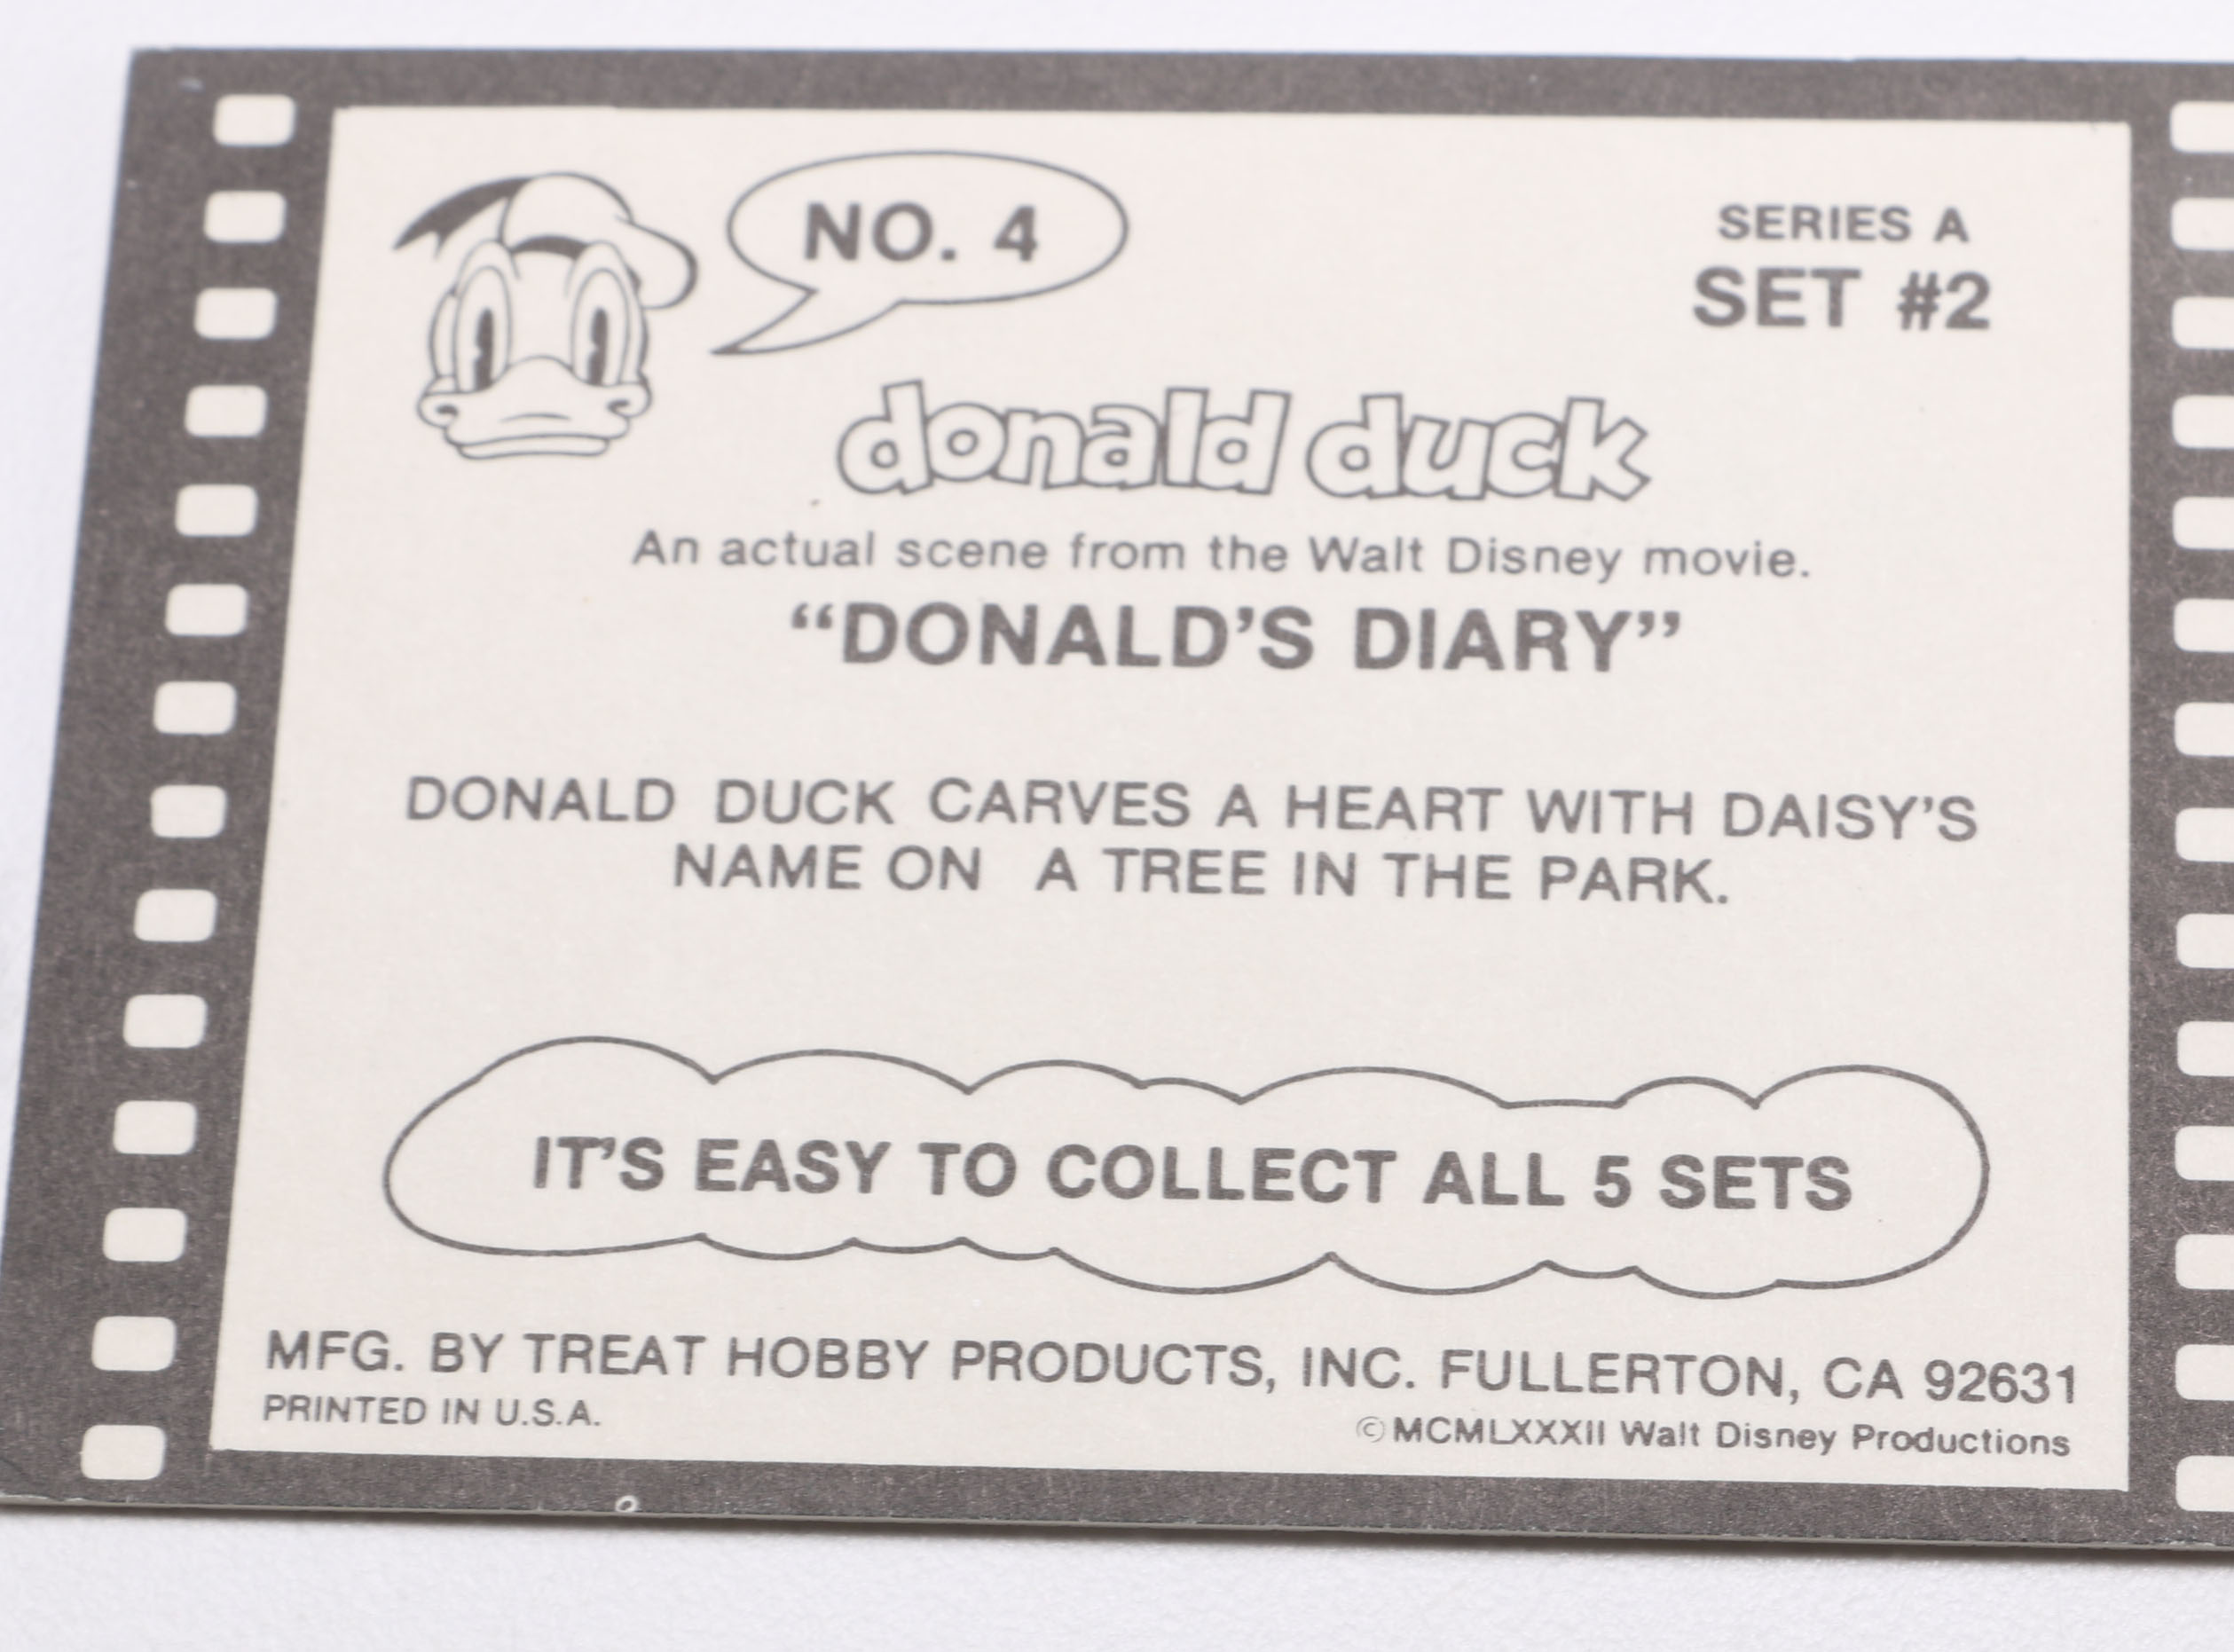 NO. 4
SERIES A
SET #2
donald duck
An actual scene from the Walt Disney movie.
“DONALD’S DIARY”
DONALD DUCK CARVES A HEART WITH DAISY’S
NAME ON A TREE IN THE PARK.
IT’S EASY TO COLLECT ALL 5 SETS
MFG. BY TREAT HOBBY PRODUCTS, INC. FULLERTON, CA 92631
PRINTED IN U.S.A.
©MCMLXXXII Walt Disney Productions